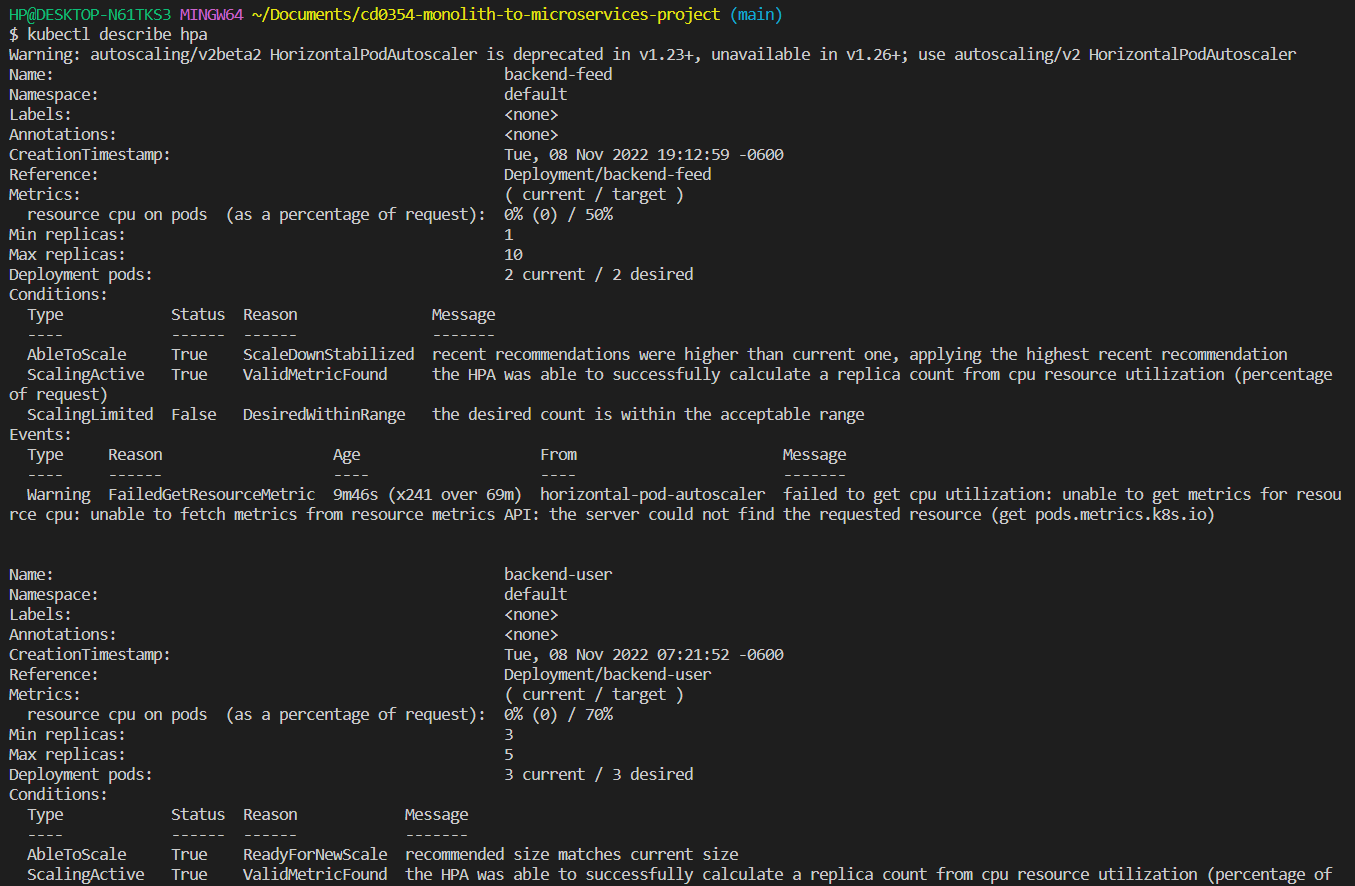 HP@DESKTOP-N61TKS3 MINGW64 ~/Documents/cd0354-monolith-to-microservices-project (main)
$ kubectl describe hpa
Warning: autoscaling/v2beta2 HorizontalPodAutoscaler is deprecated in v1.23+, unavailable in v1.26+; use autoscaling/v2 HorizontalPodAutoscaler
Name:                                                  backend-feed
Namespace:                                             default
Labels:                                                <none>
Annotations:                                           <none>
CreationTimestamp:                                     Tue, 08 Nov 2022 19:12:59 -0600
Reference:                                             Deployment/backend-feed
Metrics:                                               ( current / target )
  resource cpu on pods  (as a percentage of request):  0% (0) / 50%
Min replicas:                                          1
Max replicas:                                          10
Deployment pods:                                       2 current / 2 desired
Conditions:
  Type            Status  Reason               Message
  ----            ------  ------               -------
  AbleToScale     True    ScaleDownStabilized  recent recommendations were higher than current one, applying the highest recent recommendation
  ScalingActive   True    ValidMetricFound     the HPA was able to successfully calculate a replica count from cpu resource utilization (percentage
of request)
  ScalingLimited  False   DesiredWithinRange   the desired count is within the acceptable range
Events:
  Type     Reason                   Age                    From                       Message
  ----     ------                   ----                   ----                       -------
  Warning  FailedGetResourceMetric  9m46s (x241 over 69m)  horizontal-pod-autoscaler  failed to get cpu utilization: unable to get metrics for resou
rce cpu: unable to fetch metrics from resource metrics API: the server could not find the requested resource (get pods.metrics.k8s.io)
Name:                                                  backend-user
Namespace:                                             default
Labels:                                                <none>
Annotations:                                           <none>
CreationTimestamp:                                     Tue, 08 Nov 2022 07:21:52 -0600
Reference:                                             Deployment/backend-user
Metrics:                                               ( current / target )
  resource cpu on pods  (as a percentage of request):  0% (0) / 70%
Min replicas:                                          3
Max replicas:                                          5
Deployment pods:                                       3 current / 3 desired
Conditions:
  Type            Status  Reason            Message
  ----            ------  ------            -------
  AbleToScale     True    ReadyForNewScale  recommended size matches current size
  ScalingActive   True    ValidMetricFound  the HPA was able to successfully calculate a replica count from cpu resource utilization (percentage of